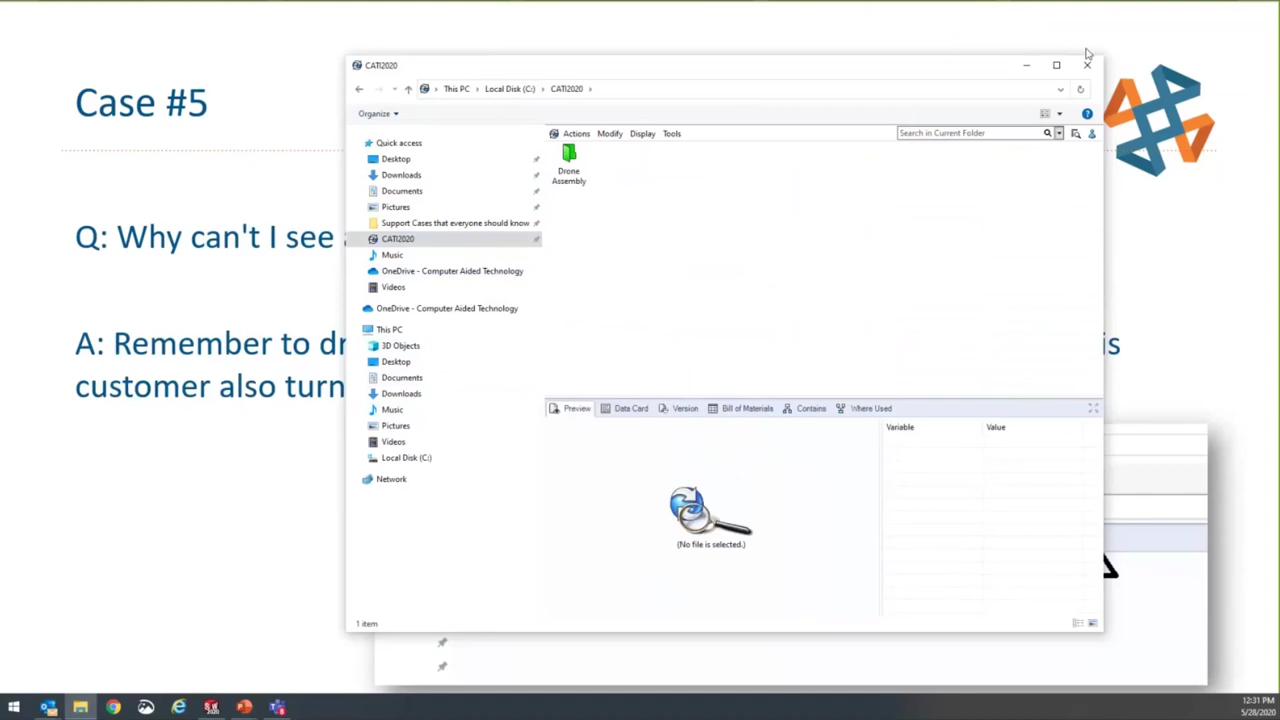 Case #5
Q: Why can't I see
A: Remember to dr
is
customer also turn
CATI2020
This PC
Local Disk (C:)
CATI2020
Organize
Quick access
Desktop
Downloads
Documents
Pictures
Support Cases that everyone should know
CATI2020
Music
OneDrive - Computer Aided Technology
Videos
OneDrive - Computer Aided Technology
This PC
3D Objects
Desktop
Documents
Downloads
Music
Pictures
Videos
Local Disk (C:)
Network
Actions Modify Display Tools
Search in Current Folder
Drone
Assembly
Preview Data Card Version Bill of Materials Contains Where Used
Variable Value
(No file is selected.)
1 item
12:31 PM
5/28/2020